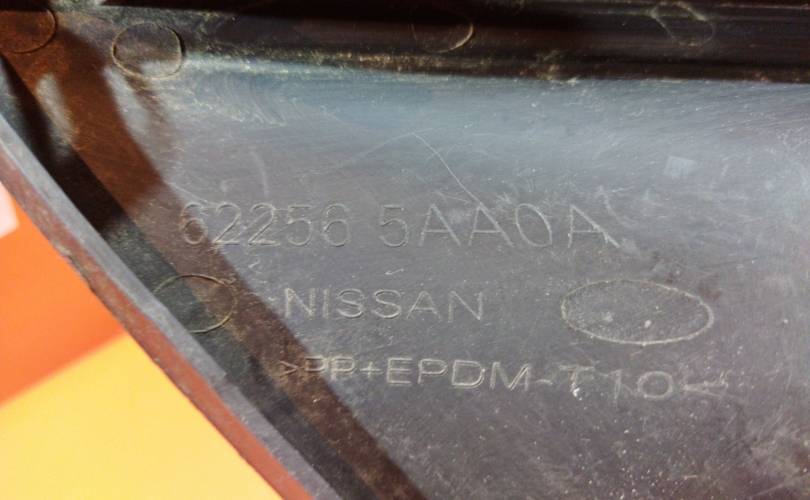 62256 5AA0A
NISSAN
>PP+EPDM-T10<